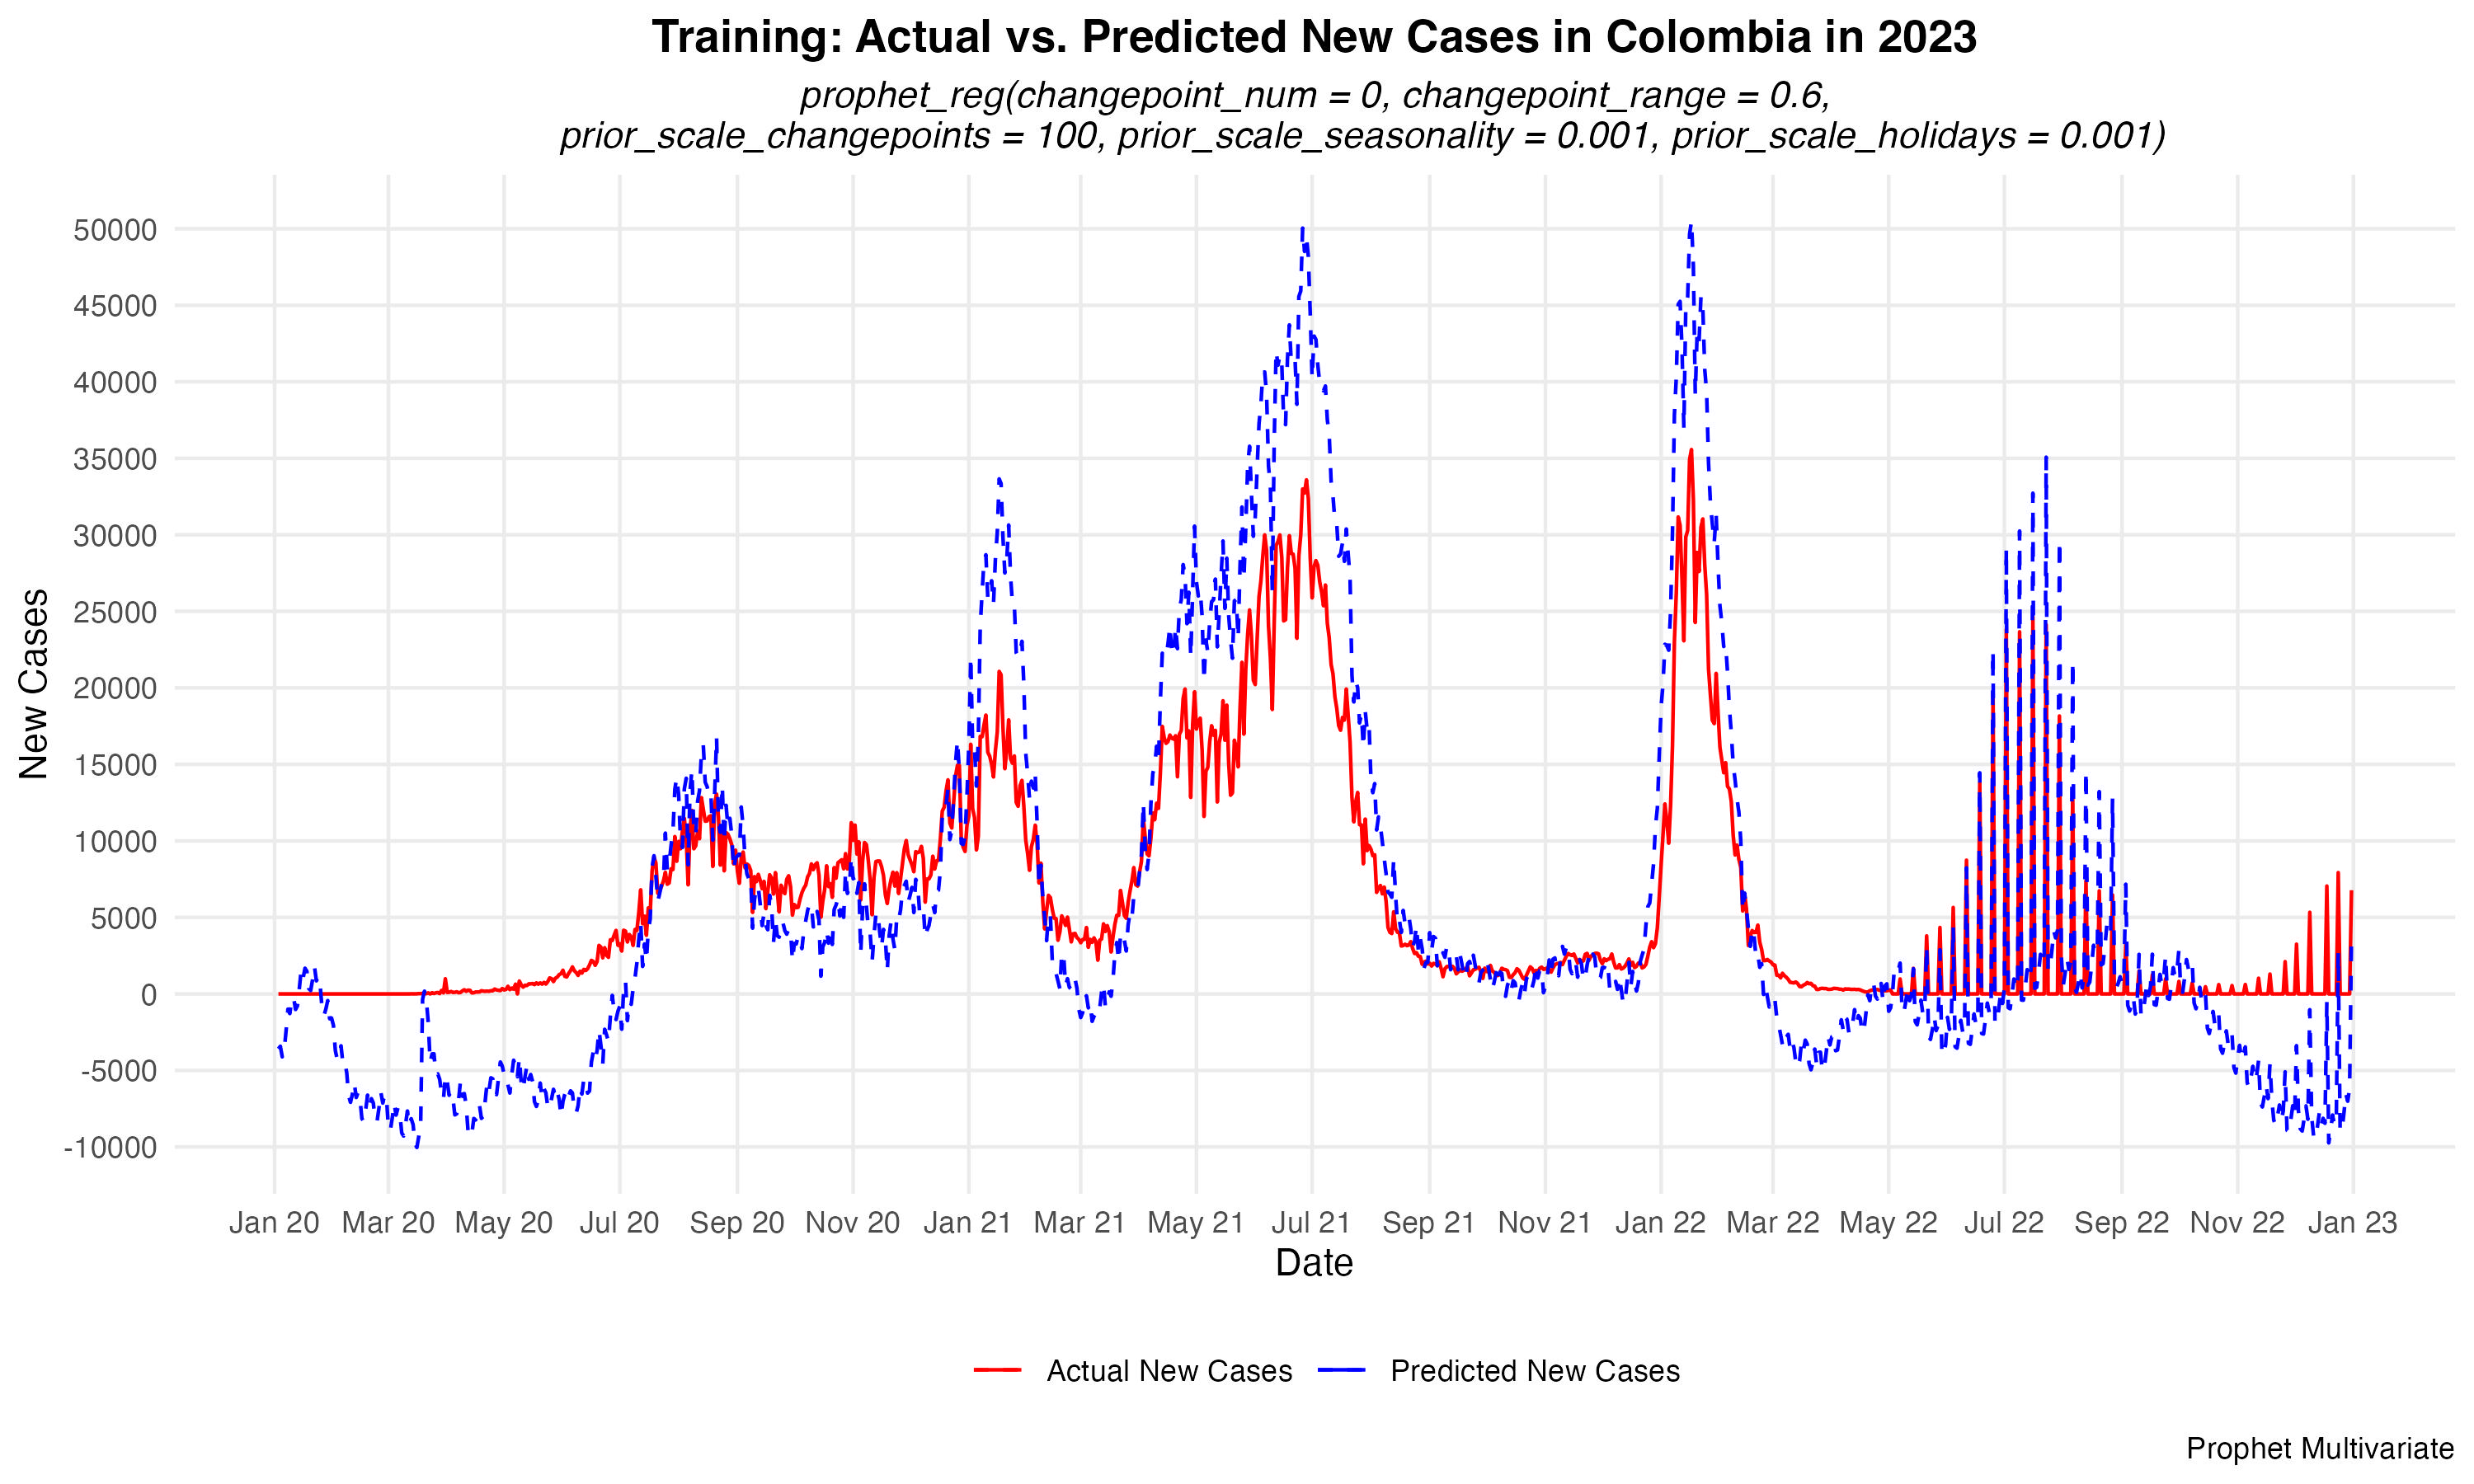 Training: Actual vs. Predicted New Cases in Colombia in 2023
prophet_reg(changepoint_num = 0, changepoint_range = 0.6,
prior_scale_changepoints = 100, prior_scale_seasonality = 0.001, prior_scale_holidays = 0.001)
New Cases
50000
45000
40000
35000
30000
25000
20000
15000
10000
5000
0
-5000
-10000
Jan 20 Mar 20 May 20 Jul 20 Sep 20 Nov 20 Jan 21 Mar 21 May 21 Jul 21 Sep 21 Nov 21 Jan 22 Mar 22 May 22 Jul 22 Sep 22 Nov 22 Jan 23
Date
Actual New Cases Predicted New Cases
Prophet Multivariate